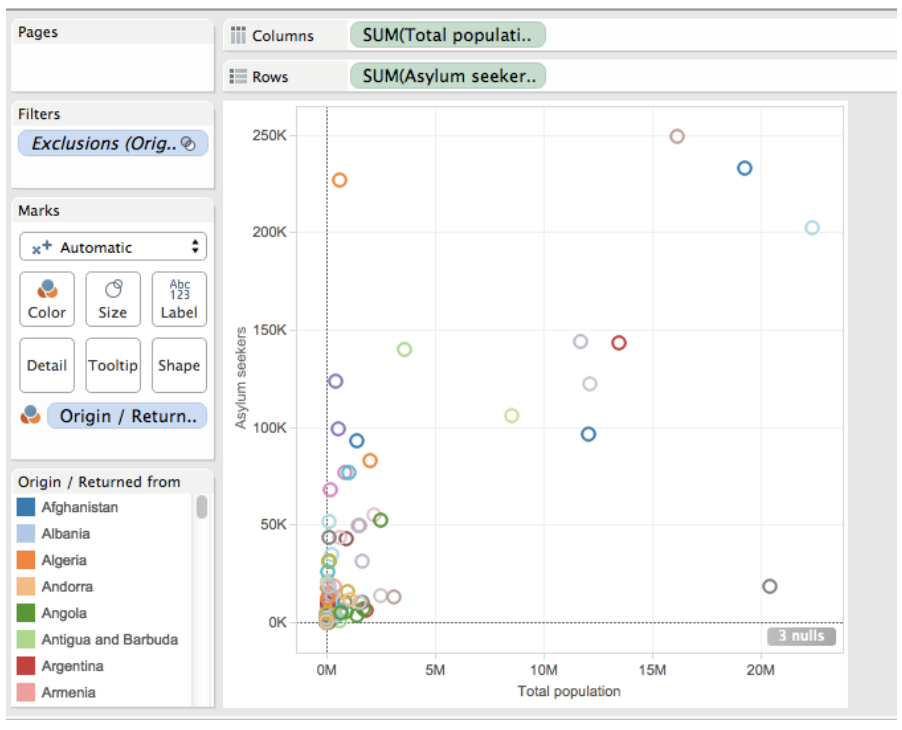 Pages
Columns
SUM(Total populati..
Rows
SUM(Asylum seeker..
Filters
Exclusions (Orig..
Marks
Automatic
Color
Size
Abc
123
Label
Detail
Tooltip
Shape
Origin / Return..
Origin / Returned from
Afghanistan
Albania
Algeria
Andorra
Angola
Antigua and Barbuda
Argentina
Armenia
Asylum seekers
250K
200K
150K
100K
50K
0K
3 nulls
0M 5M 10M 15M 20M
Total population